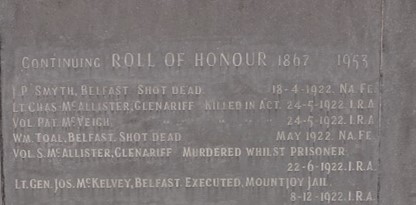 CONTINUING ROLL OF HONOUR 1867 1953
J.P. SMYTH, BELFAST SHOT DEAD 18-4-1922. NA.FE.
LT. CHAS. McALLISTER, GLENARIFF KILLED IN ACT. 24-5-1922. I.R.A
VOL. PAT McVEIGH " " " 24-5-1922. I.R.A.
WM. TOAL, BELFAST, SHOT DEAD MAY 1922. NA.FE.
VOL. S. McALLISTER, GLENARIFF MURDERED WHILST PRISONER
22-6-1922. I.R.A.
LT. GEN. JOS. McKELVEY, BELFAST. EXECUTED, MOUNTJOY JAIL
8-12-1922. I.R.A.